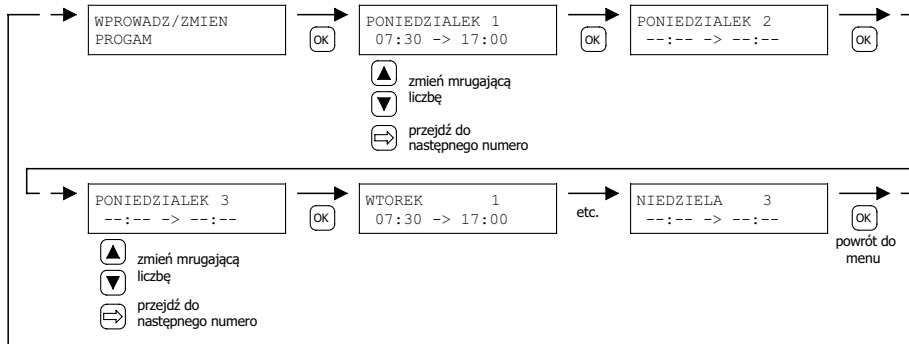 WPROWADZ/ZMIEN
PROGAM
OK
PONIEDZIALEK 1
07:30 -> 17:00
OK
PONIEDZIALEK 2
--:-- -> --:--
OK
zmień mrugającą
liczbę
przejdź do
następnego numero
PONIEDZIALEK 3
--:-- -> --:--
OK
WTOREK 1
07:30 -> 17:00
etc.
NIEDZIELA 3
--:-- -> --:--
OK
powrót do
menu
zmień mrugającą
liczbę
przejdź do
następnego numero